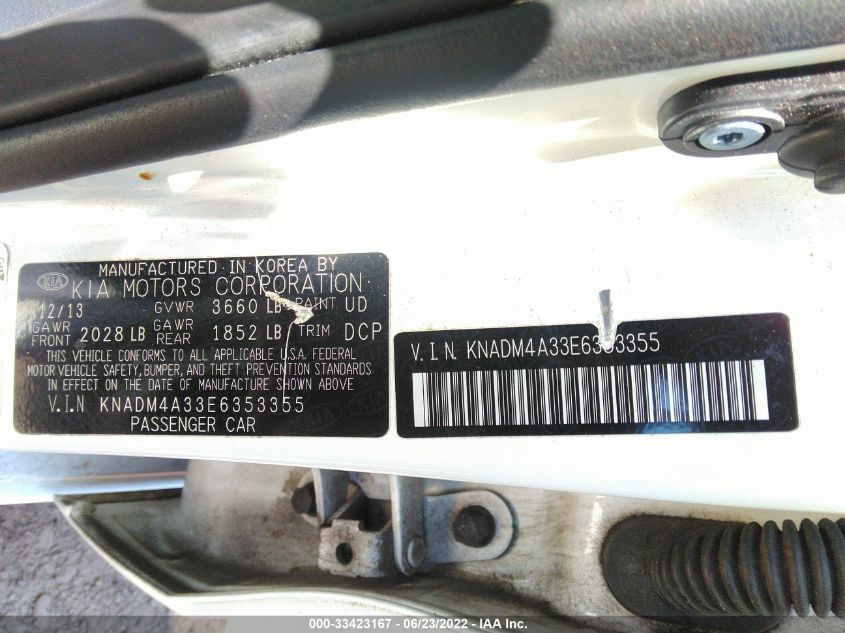 MANUFACTURED IN KOREA BY
KIA KIA MOTORS CORPORATION
12/13 GVWR 3660 LB PAINT UD
GAWR FRONT 2028 LB GAWR REAR 1852 LB TRIM DCP
THIS VEHICLE CONFORMS TO ALL APPLICABLE U.S.A. FEDERAL
MOTOR VEHICLE SAFETY, BUMPER, AND THEFT PREVENTION STANDARDS
IN EFFECT ON THE DATE OF MANUFACTURE SHOWN ABOVE
V.I.N KNADM4A33E6353355
PASSENGER CAR
V.I.N. KNADM4A33E6353355
000-33423167 - 06/23/2022 - IAA Inc.